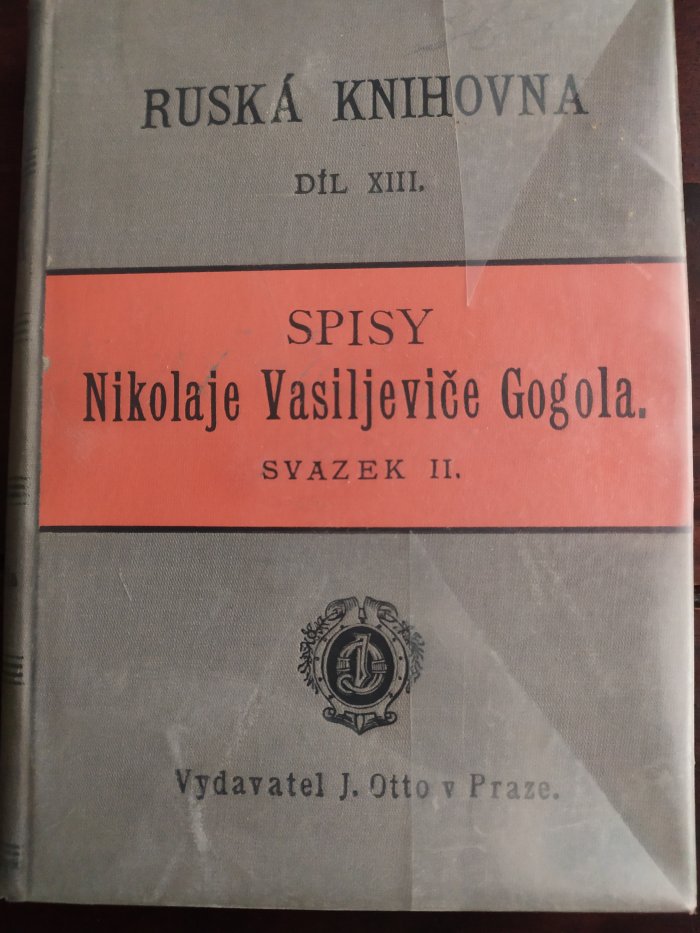 RUSKÁ KNIHOVNA
DÍL XIII.
SPISY
Nikolaje Vasiljeviče Gogola.
SVAZEK II.
Vydavatel J. Otto v Praze.